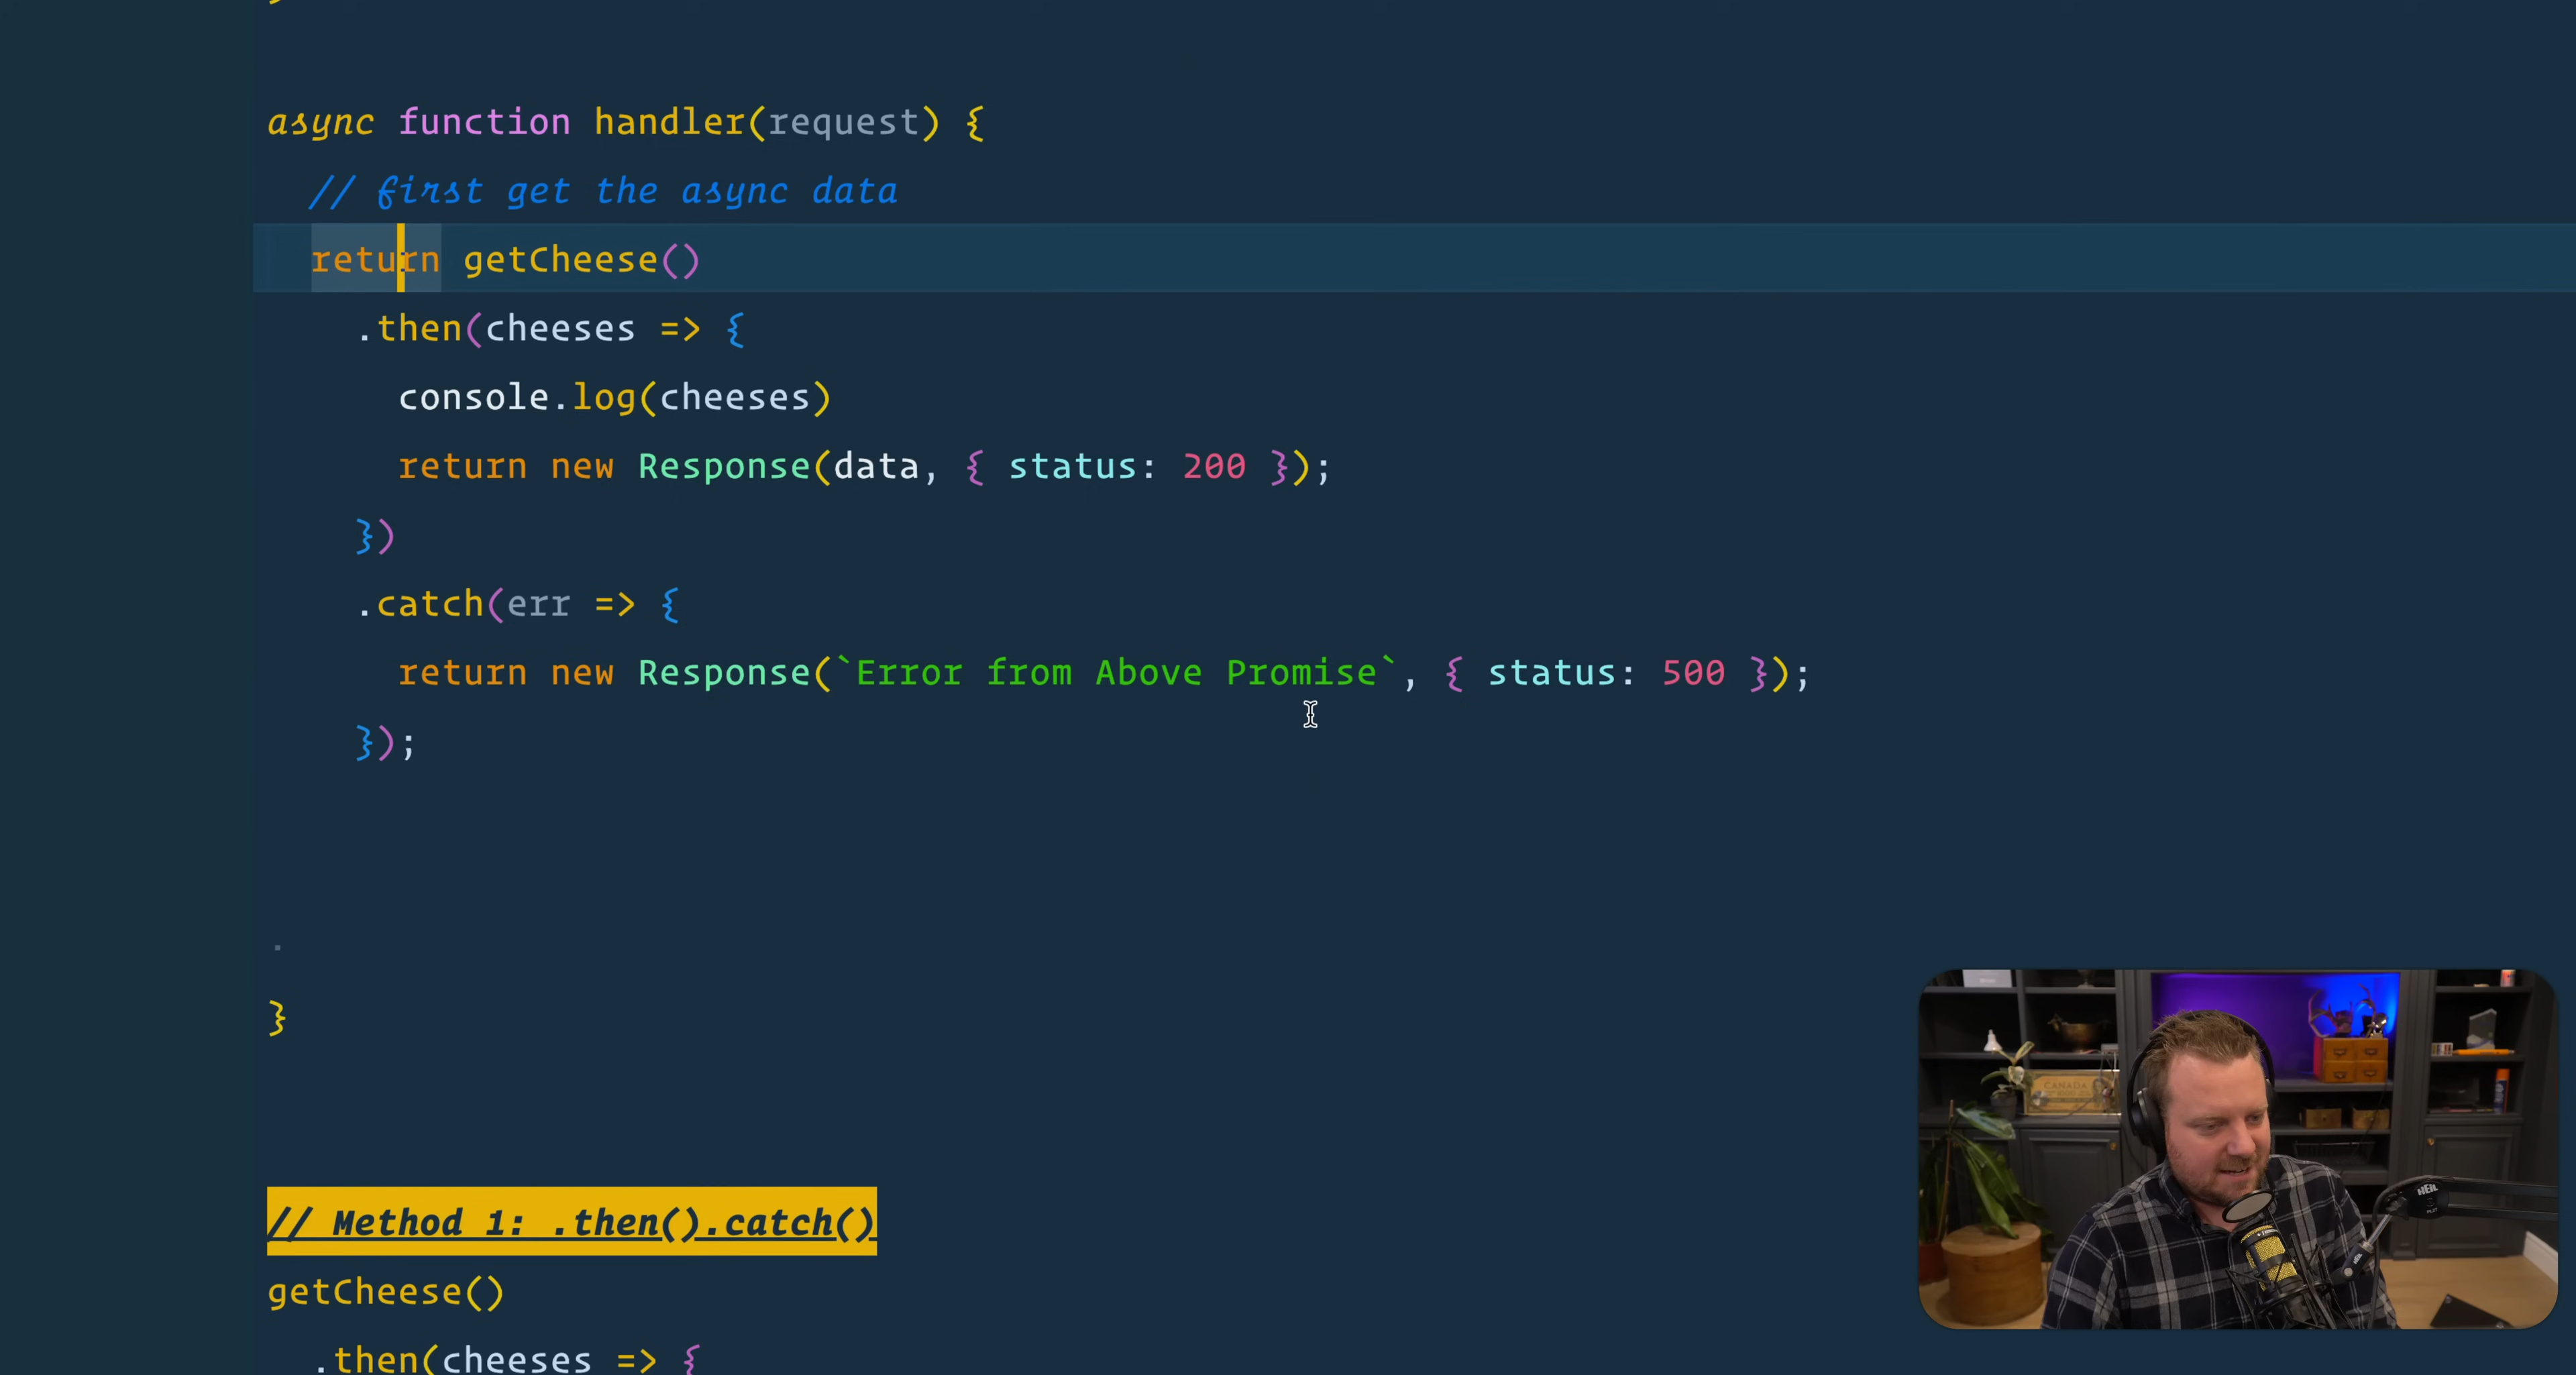 async function handler(request) {
// first get the async data
return getCheese()
.then(cheeses => {
console.log(cheeses)
return new Response(data, { status: 200 });
})
.catch(err => {
return new Response(`Error from Above Promise`, { status: 500 });
});
.
}
CANADA
HEIL
// Method 1: .then().catch()
getCheese()
.then(cheeses => {